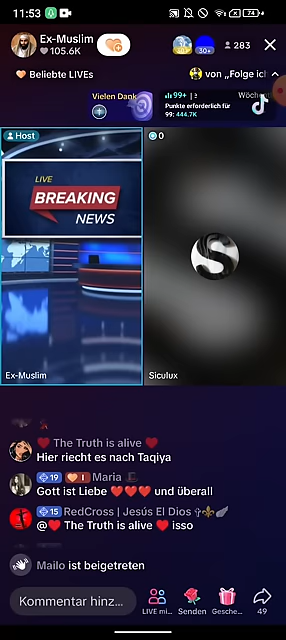 11:53
74
Ex-Muslim
105.6K
30+
283
Beliebte LIVEs
von „Folge ich
Vielen Dank
99+
Woche
Punkte erforderlich für
99: 444.7K
Host
0
LIVE
BREAKING
NEWS
S
Ex-Muslim
Siculux
The Truth is alive
Hier riecht es nach Taqiya
19 I Maria
Gott ist Liebe ❤️❤️❤️ und überall
15 RedCross | Jesús El Dios ✞⚜🪽
@❤️ The Truth is alive ❤️ isso
Mailo ist beigetreten
Kommentar hinz...
LIVE mi...
Senden
Gesche...
49